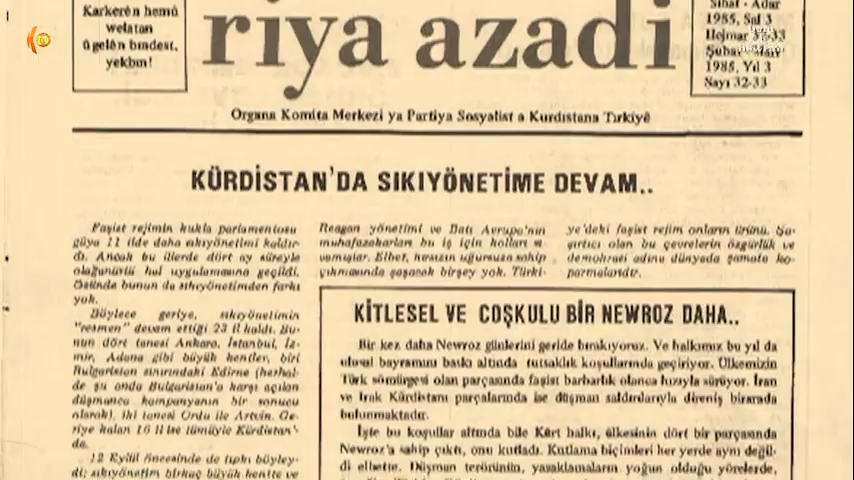 Karkerên hemû
welatan
û gelên bındest,
yekbın!
riya azadî
Sıbat - Adar
1985, Sal 3
Hejmar 32-33
Şubat - Mart
1985, Yıl 3
Sayı 32-33
Organa Komita Merkezi ya Partiya Sosyalist a Kurdıstana Tırkiyê
KÜRDİSTAN'DA SIKIYÖNETİME DEVAM..
Faşist rejimin kukla parlamentosu
güya 11 ilde daha sıkıyönetimi kaldır-
dı. Ancak bu illerde dört ay süreyle
olağanüstü hal uygulamasına geçildi.
Özünde bunun da sıkıyönetimden farkı
yok.
Böylece geriye, sıkıyönetimin
"resmen" devam ettiği 23 il kaldı. Bu-
nun dört tanesi Ankara, İstanbul, İz-
mir, Adana gibi büyük kentler, biri
Bulgaristan sınırındaki Edirne (herhal-
de şu anda Bulgaristan'a karşı açılan
düşmanca kampanyanın bir sonucu
olarak), iki tanesi Ordu ile Artvin. Ge-
riye kalan 16 il ise tümüyle Kürdistan'
da.
12 Eylül öncesinde de tıpkı böyley-
di; sıkıyönetim birkaç büyük kentte ve
Reagan yönetimi ve Batı Avrupa'nın
muhafazakarları bu iş için kolları sı-
vamışlar. Elbet, hırsızın uğursuza sahip
çıkmasında şaşacak birşey yok. Türki-
ye'deki faşist rejim onların ürünü. Şa-
şırtıcı olan bu çevrelerin özgürlük ve
demokrasi adına dünyada şamata ko-
parmalarıdır.
KİTLESEL VE COŞKULU BİR NEWROZ DAHA..
Bir kez daha Newroz günlerini geride bırakıyoruz. Ve halkımız bu yıl da
ulusal bayramını baskı altında tutsaklık koşullarında geçiriyor. Ülkemizin
Türk sömürgesi olan parçasında faşist barbarlık olanca hızıyla sürüyor. İran
ve Irak Kürdistanı parçalarında ise düşman saldırılarıyla direniş birarada
bulunmaktadır.
İşte bu koşullar altında bile Kürt halkı, ülkesinin dört bir parçasında
Newroz'a sahip çıktı, onu kutladı. Kutlama biçimleri her yerde aynı değil-
di elbette. Düşman terörünün, yasaklamaların yoğun olduğu yörelerde,